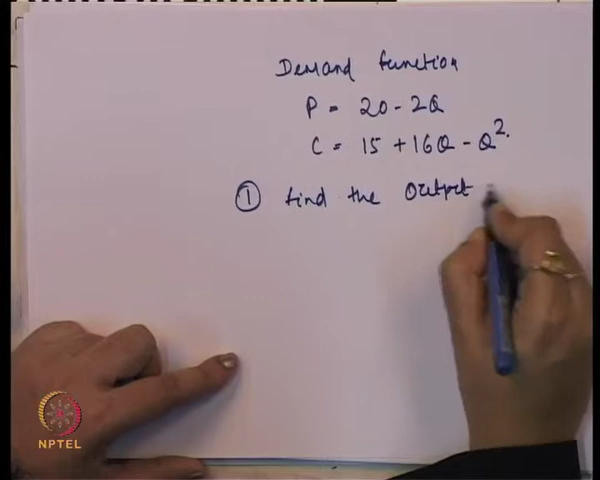 Demand function
P = 20 - 2Q
C = 15 + 16Q - Q².
① find the Output
NPTEL